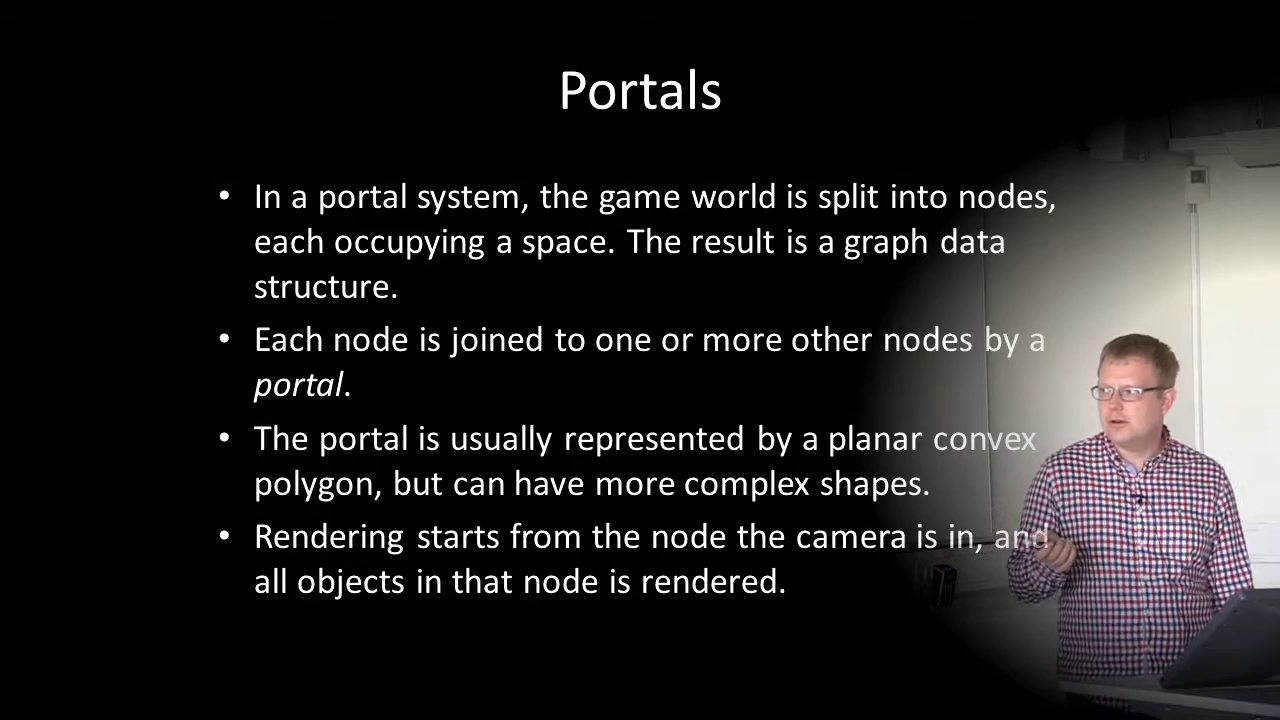 Portals
• In a portal system, the game world is split into nodes,
each occupying a space. The result is a graph data
structure.
• Each node is joined to one or more other nodes by a
portal.
• The portal is usually represented by a planar convex
polygon, but can have more complex shapes.
• Rendering starts from the node the camera is in, and
all objects in that node is rendered.